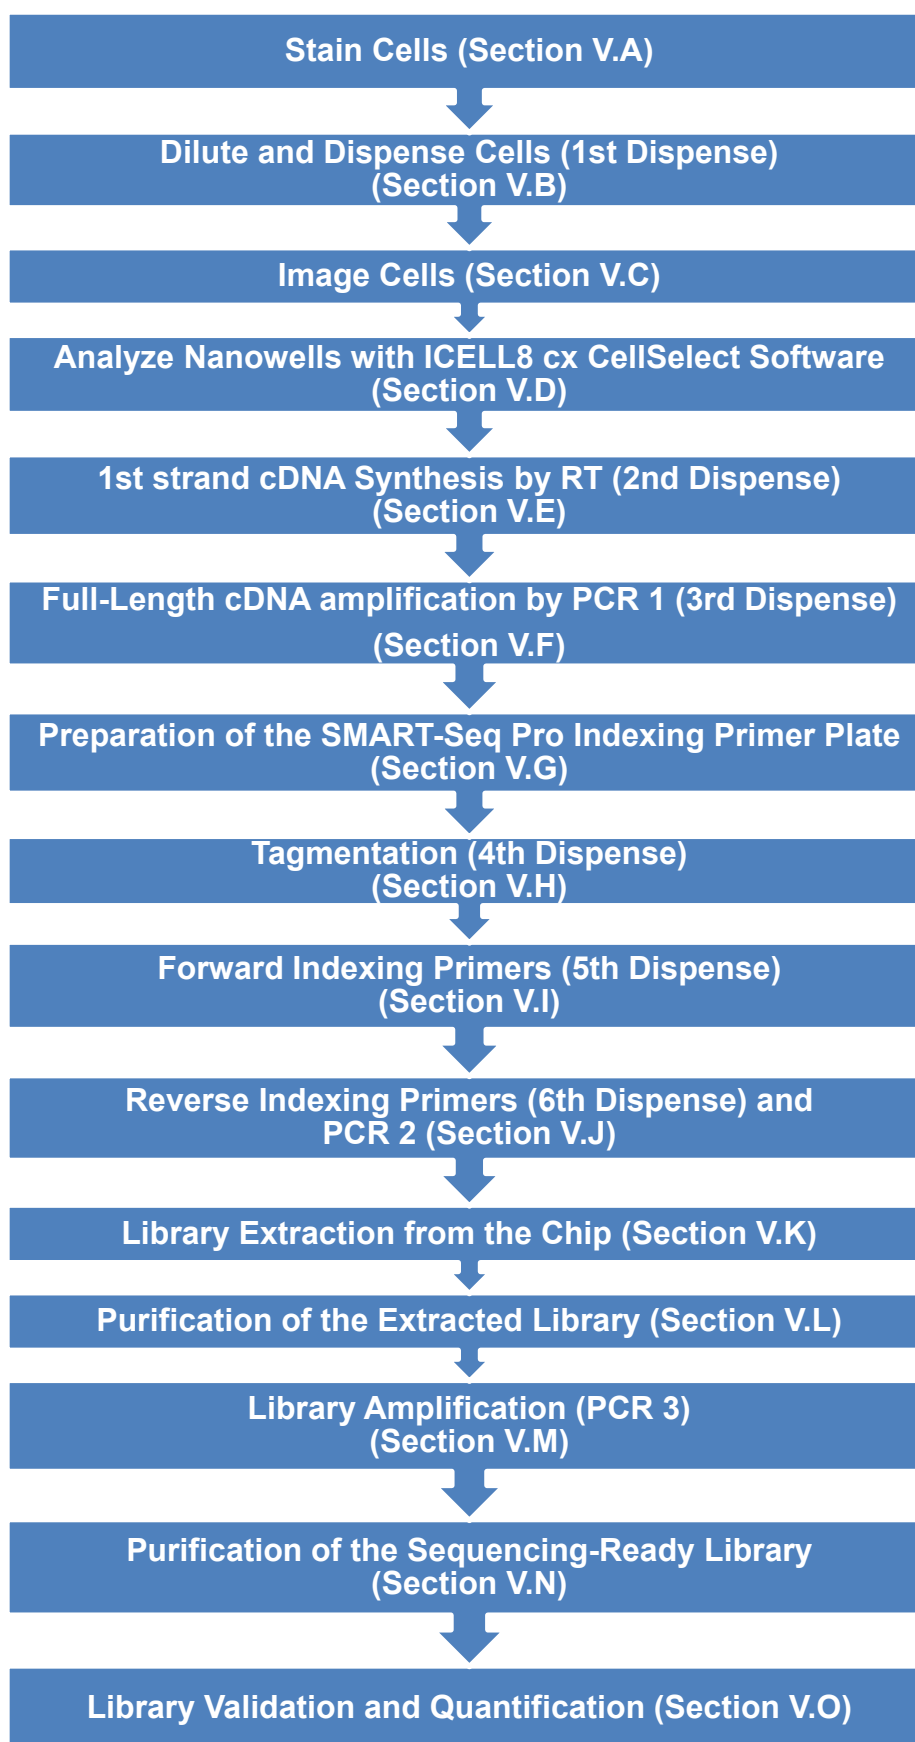 Stain Cells (Section V.A)
Dilute and Dispense Cells (1st Dispense)
(Section V.B)
Image Cells (Section V.C)
Analyze Nanowells with ICELL8 cx CellSelect Software
(Section V.D)
1st strand cDNA Synthesis by RT (2nd Dispense)
(Section V.E)
Full-Length cDNA amplification by PCR 1 (3rd Dispense)
(Section V.F)
Preparation of the SMART-Seq Pro Indexing Primer Plate
(Section V.G)
Tagmentation (4th Dispense)
(Section V.H)
Forward Indexing Primers (5th Dispense)
(Section V.I)
Reverse Indexing Primers (6th Dispense) and
PCR 2 (Section V.J)
Library Extraction from the Chip (Section V.K)
Purification of the Extracted Library (Section V.L)
Library Amplification (PCR 3)
(Section V.M)
Purification of the Sequencing-Ready Library
(Section V.N)
Library Validation and Quantification (Section V.O)